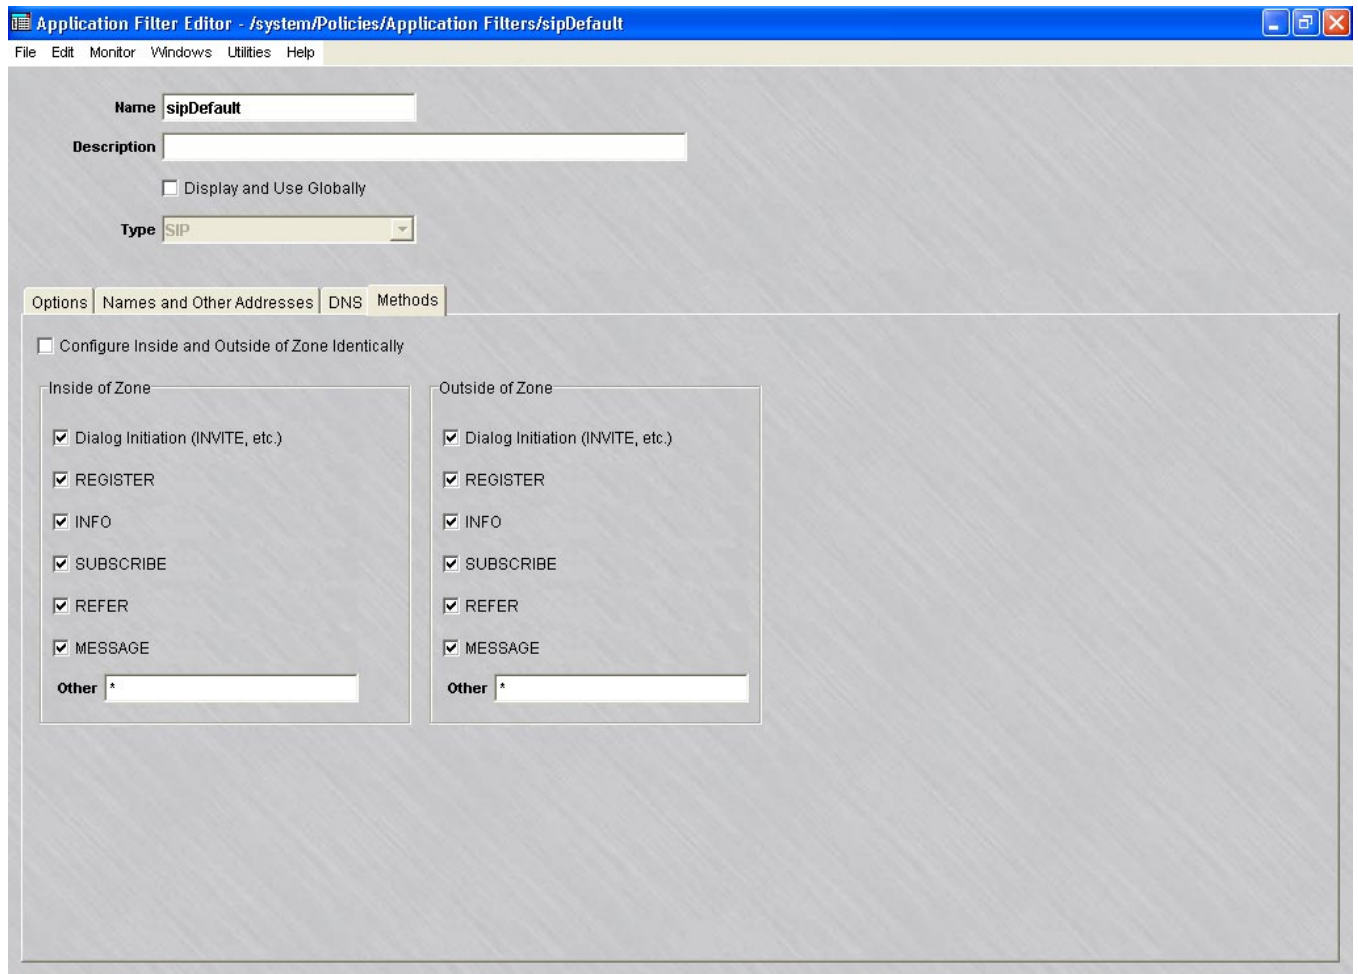 Application Filter Editor - /system/Policies/Application Filters/sipDefault
File Edit Monitor Windows Utilities Help
Name sipDefault
Description
Display and Use Globally
Type SIP
Options Names and Other Addresses DNS Methods
Configure Inside and Outside of Zone Identically
Inside of Zone
Dialog Initiation (INVITE, etc.)
REGISTER
INFO
SUBSCRIBE
REFER
MESSAGE
Other *
Outside of Zone
Dialog Initiation (INVITE, etc.)
REGISTER
INFO
SUBSCRIBE
REFER
MESSAGE
Other *